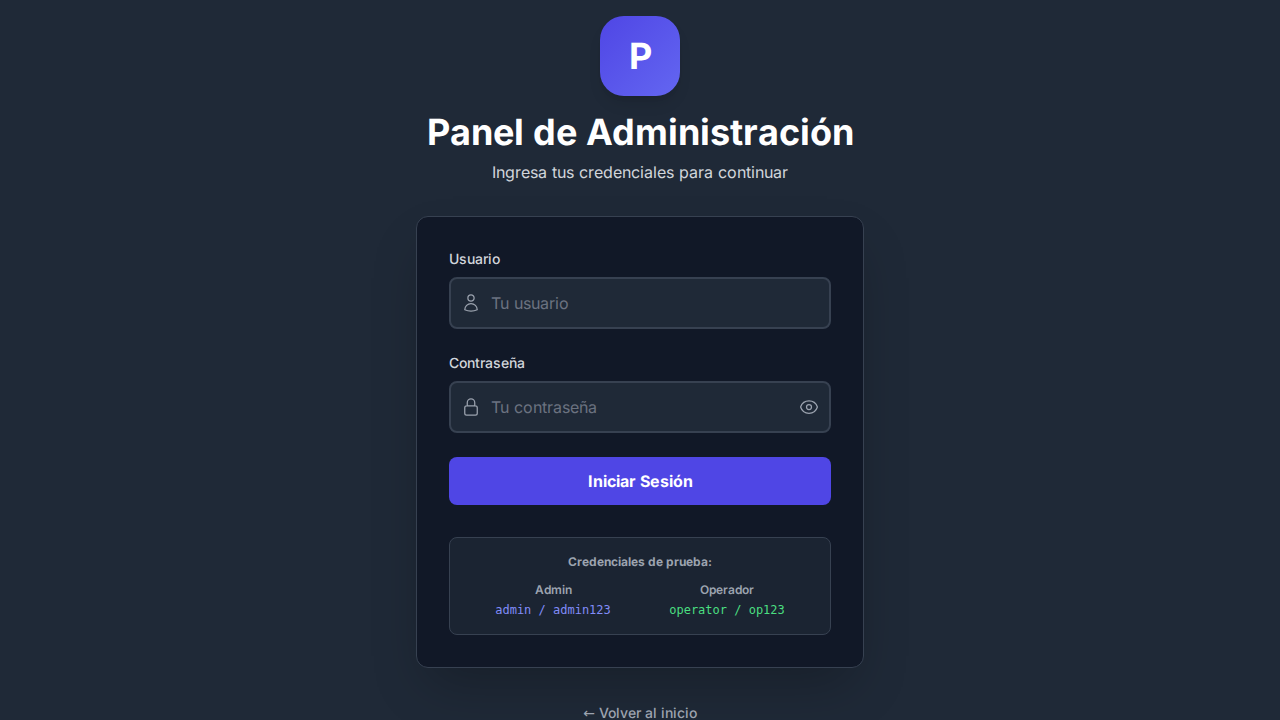 P
Panel de Administración
Ingresa tus credenciales para continuar
Usuario
Tu usuario
Contraseña
Tu contraseña
Iniciar Sesión
Credenciales de prueba:
Admin Operador
admin / admin123 operator / op123
← Volver al inicio